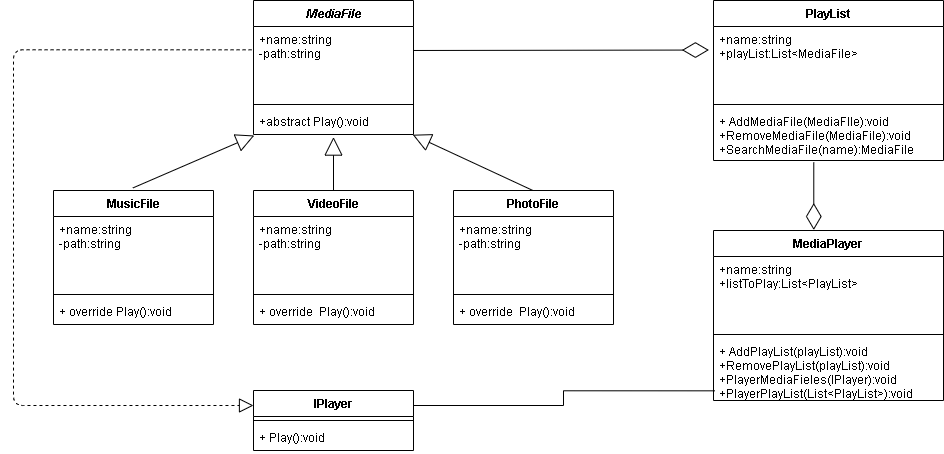 MediaFile
+name:string
-path:string
+abstract Play():void
PlayList
+name:string
+playList:List<MediaFile>
+ AddMediaFile(MediaFIle):void
+RemoveMediaFile(MediaFile):void
+SearchMediaFile(name):MediaFile
MusicFile
+name:string
-path:string
+ override Play():void
VideoFile
+name:string
-path:string
+ override  Play():void
PhotoFile
+name:string
-path:string
+ override  Play():void
MediaPlayer
+name:string
+listToPlay:List<PlayList>
+ AddPlayList(playList):void
+RemovePlayList(playList):void
+PlayerMediaFieles(IPlayer):void
+PlayerPlayList(List<PlayList>):void
IPlayer
+ Play():void